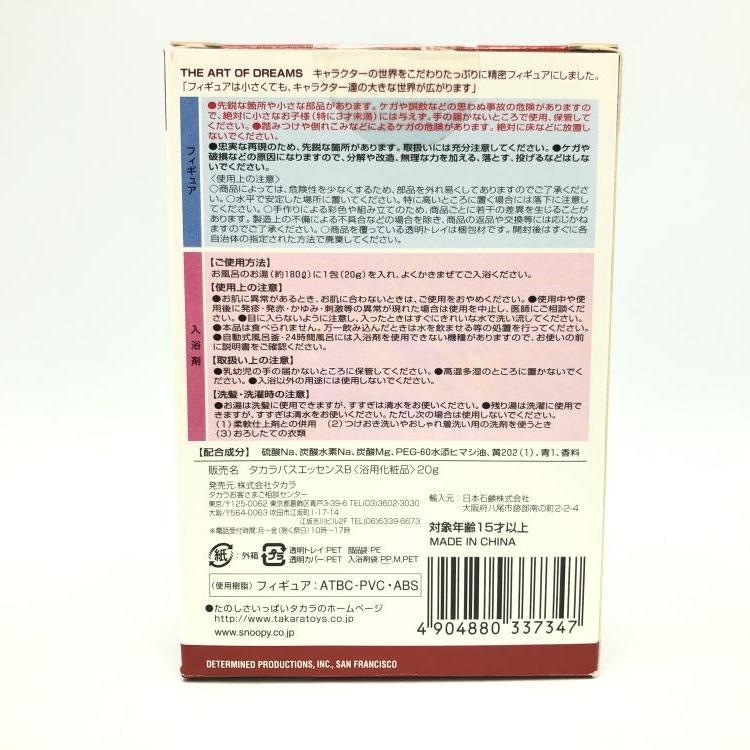 THE ART OF DREAMS キャラクターの世界をこだわりたっぷりに精密フィギュアにしました。
「フィギュアは小さくても、キャラクター達の大きな世界が広がります」
フィギュア
●先鋭な箇所や小さな部品があります。ケガや誤飲などの思わぬ事故の危険がありますので、絶対に小さなお子様(特に3才未満)には与えず、手の届かないところで使用、保管してください。●踏みつけや倒れこみなどによるケガの危険があります。絶対に床などに放置しないでください。
●忠実な再現のため、先鋭な箇所があります。取扱いには充分注意してください。●ケガや
破損などの原因になりますので、分解や改造、無理な力を加える、落とす、投げるなどはしな
いでください。
〈使用上の注意〉
○商品によっては、危険性を少なくするため、部品を外れ易くしてありますのでご了承くださ
い。○水平で安定した場所に置いてください。特に高いところに置く場合には落下に注意し
てください。○手作りによる彩色や組み立てのため、商品ごとに若干の差異を生じることが
あります。製造上の不備による不具合などの場合を除き、商品の返品や交換等には応じかね
ますのでご了承ください。○商品を覆っている透明トレイは梱包材です。開封後はすぐに各
自治体の指定された方法で廃棄してください。
入浴剤
【ご使用方法】
お風呂のお湯(約180ℓ)に1包(20g)を入れ、よくかきまぜてご入浴ください。
【使用上の注意】
●お肌に異常があるとき、お肌に合わないときは、ご使用をおやめください。●使用中や使
用後に発疹・発赤・かゆみ・刺激等の異常が現れた場合は使用を中止し、医師にご相談くださ
い。●目に入らないように注意し、入ったときはすぐにきれいな水で洗い流してください。
●本品は食べられません。万一飲み込んだときは水を飲ませる等の処置を行ってください。
●自動式風呂釜・24時間風呂には入浴剤を使用できない機種がありますので、お使いの前
に説明書をご確認ください。
【取扱い上の注意】
●乳幼児の手の届かないところに保管してください。●高温多湿のところに置かないでく
ださい。●入浴以外の用途には使用しないでください。
【洗髪・洗濯時の注意】
●お湯は洗髪に使用できますが、すすぎは清水をお使いください。●残り湯は洗濯に使用で
きますが、すすぎは清水をお使いください。ただし次の場合は使用しないでください。
(1)柔軟仕上剤との併用 (2)つけおき洗いやおしゃれ着洗い用の洗剤を使うとき
(3)おろしたての衣類
【配合成分】 硫酸Na、炭酸水素Na、炭酸Mg、PEG-60水添ヒマシ油、黄202(1)、青1、香料
販売名 タカラバスエッセンスB〈浴用化粧品〉20g
発売元:株式会社タカラ
タカラお客さまご相談センター
東京/〒125-0062 東京都葛飾区青戸3-39-6 TEL(03)3602-3030
大阪/〒564-0063 吹田市江坂町1-17-14
江坂吉川ビル2F TEL(06)6339-6673
※電話受付時間:月〜金(除く祭日)10時〜17時
輸入元:日本石鹸株式会社
大阪府八尾市跡部南の町2-2-4
対象年齢15才以上
MADE IN CHINA
紙:外箱 プラ 透明トレイ:PET 部品袋:PE
透明カバー:PET 入浴剤袋:PP,M,PET
(使用樹脂)フィギュア:ATBC-PVC・ABS
●たのしさいっぱいタカラのホームページ
http://www.takaratoys.co.jp
www.snoopy.co.jp
4 904880 337347
DETERMINED PRODUCTIONS, INC., SAN FRANCISCO